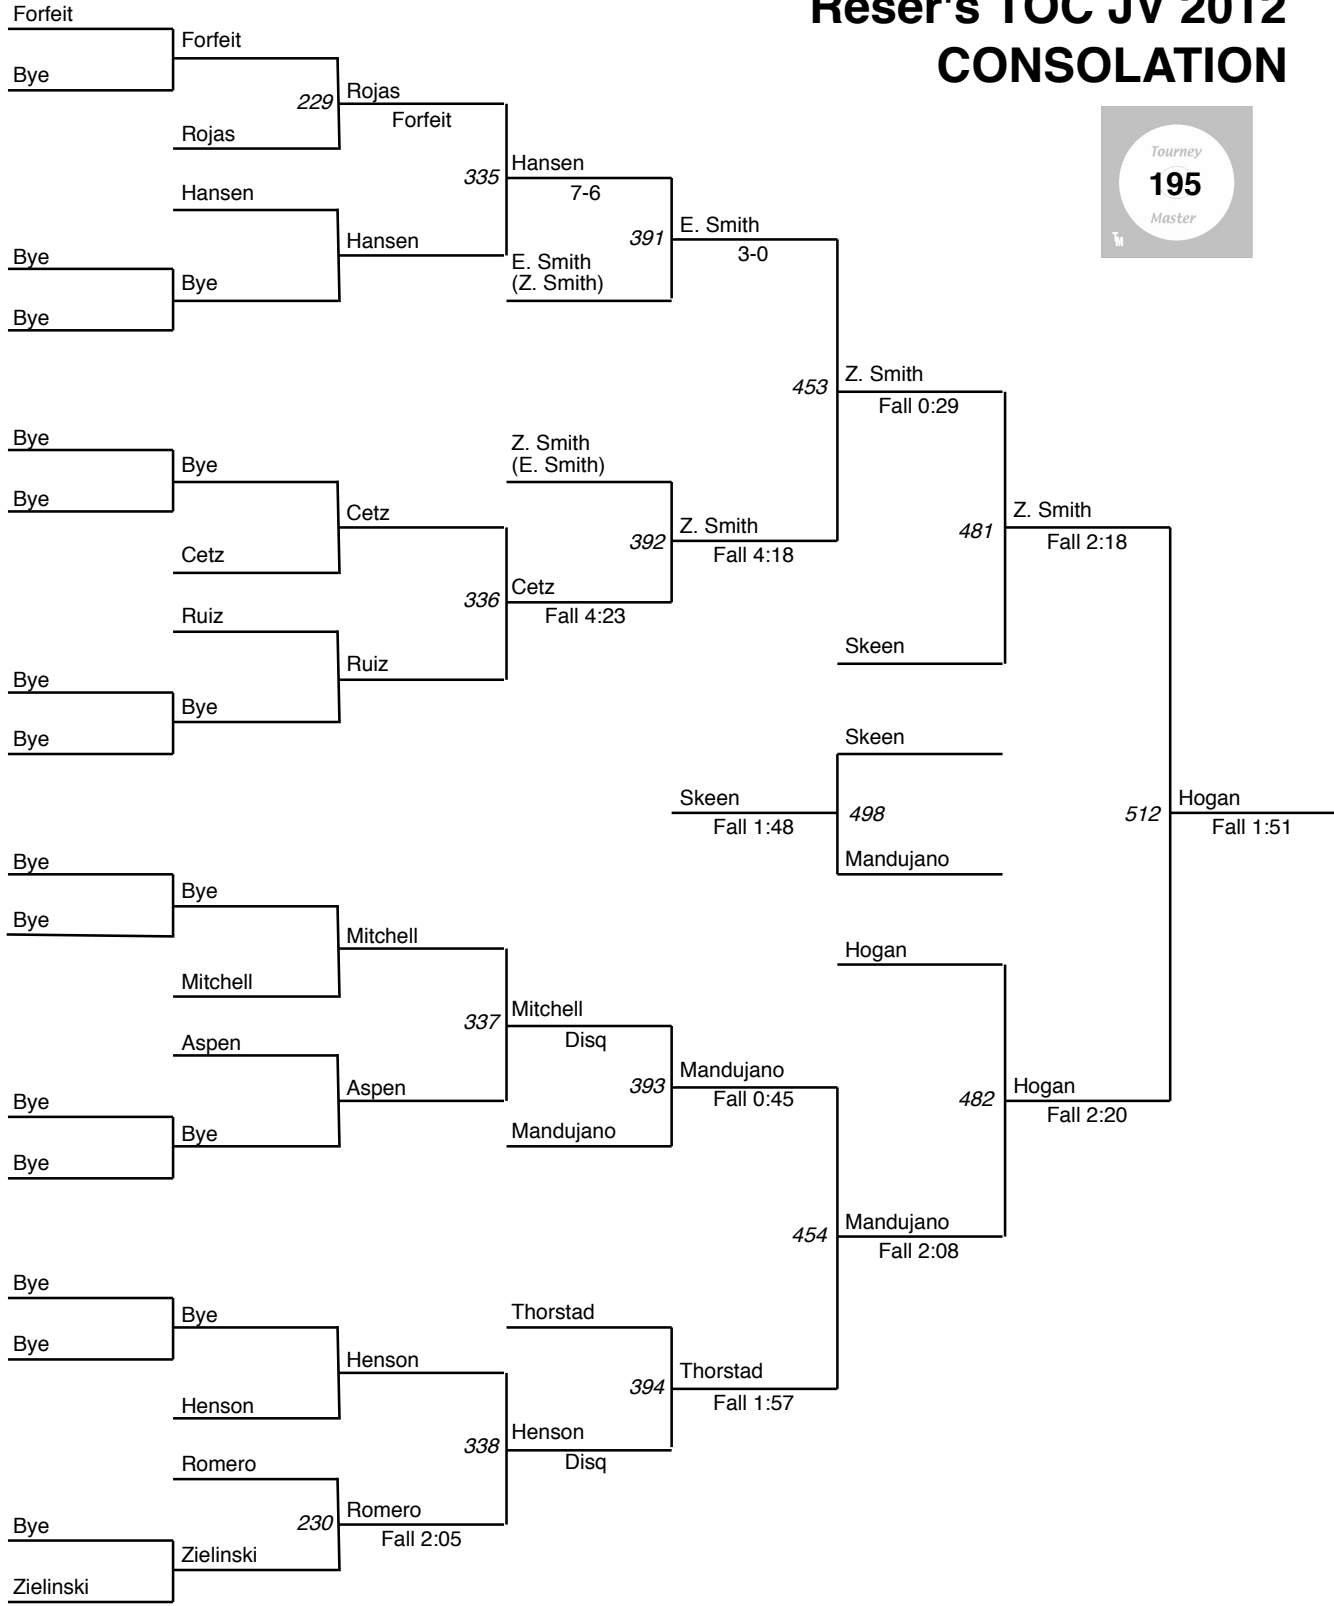 Reser's TOC JV 2012
CONSOLATION
Tourney
195
Master
TM
Forfeit
Forfeit
Bye
229
Rojas
Forfeit
Rojas
335
Hansen
7-6
Hansen
Hansen
391
E. Smith
3-0
Bye
E. Smith
(Z. Smith)
Bye
Bye
453
Z. Smith
Fall 0:29
Bye
Z. Smith
(E. Smith)
Bye
Bye
Cetz
392
Z. Smith
Fall 4:18
481
Z. Smith
Fall 2:18
Cetz
336
Cetz
Fall 4:23
Ruiz
Ruiz
Skeen
Bye
Bye
Bye
Skeen
Skeen
Fall 1:48
498
512
Hogan
Fall 1:51
Mandujano
Bye
Bye
Bye
Mitchell
Hogan
Mitchell
337
Mitchell
Disq
Aspen
Aspen
393
Mandujano
Fall 0:45
482
Hogan
Fall 2:20
Bye
Bye
Mandujano
Bye
454
Mandujano
Fall 2:08
Bye
Bye
Thorstad
Bye
Henson
394
Thorstad
Fall 1:57
Henson
338
Henson
Disq
Romero
230
Romero
Fall 2:05
Bye
Zielinski
Zielinski